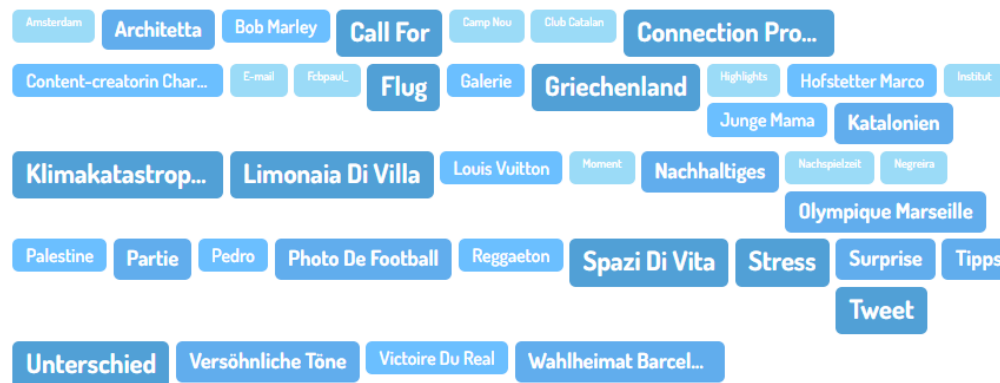 Amsterdam Architetta Bob Marley Call For Camp Nou Club Catalan Connection Pro...
Content-creatorin Char... E-mail Fcbpaul_ Flug Galerie Griechenland Highlights Hofstetter Marco Institut
Junge Mama Katalonien
Klimakatastrop... Limonaia Di Villa Louis Vuitton Moment Nachhaltiges Nachspielzeit Negreira
Olympique Marseille
Palestine Partie Pedro Photo De Football Reggaeton Spazi Di Vita Stress Surprise Tipps
Tweet
Unterschied Versöhnliche Töne Victoire Du Real Wahlheimat Barcel...